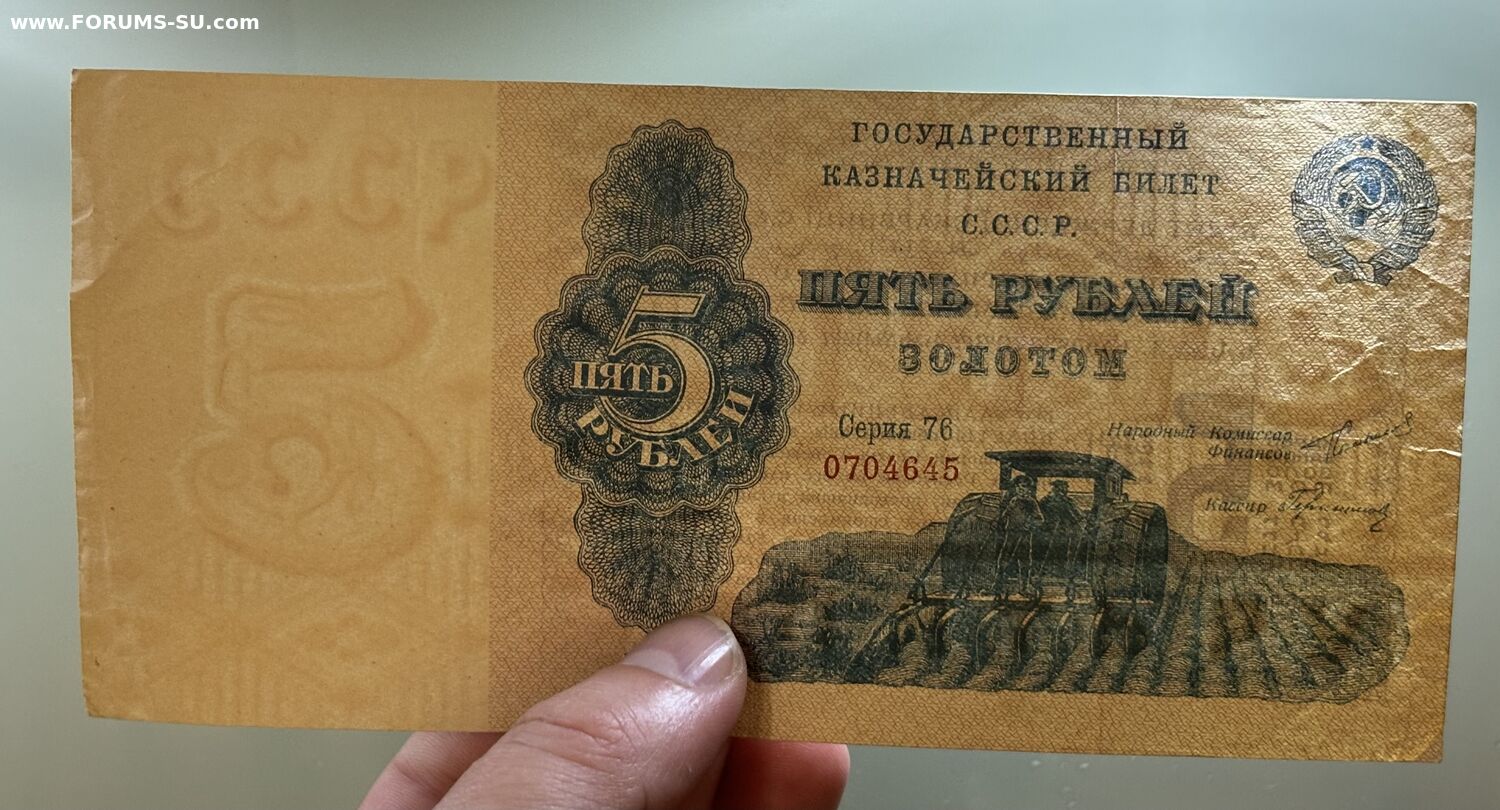 www.FORUMS-SU.com
СССР
5
ГОСУДАРСТВЕННЫЙ
КАЗНАЧЕЙСКИЙ БИЛЕТ
С.С.С.Р.
ПЯТЬ РУБЛЕЙ
ЗОЛОТОМ
5
ПЯТЬ
РУБЛЕЙ
Серия 76
0704645
Народный Комиссар
Финансов
Кассир